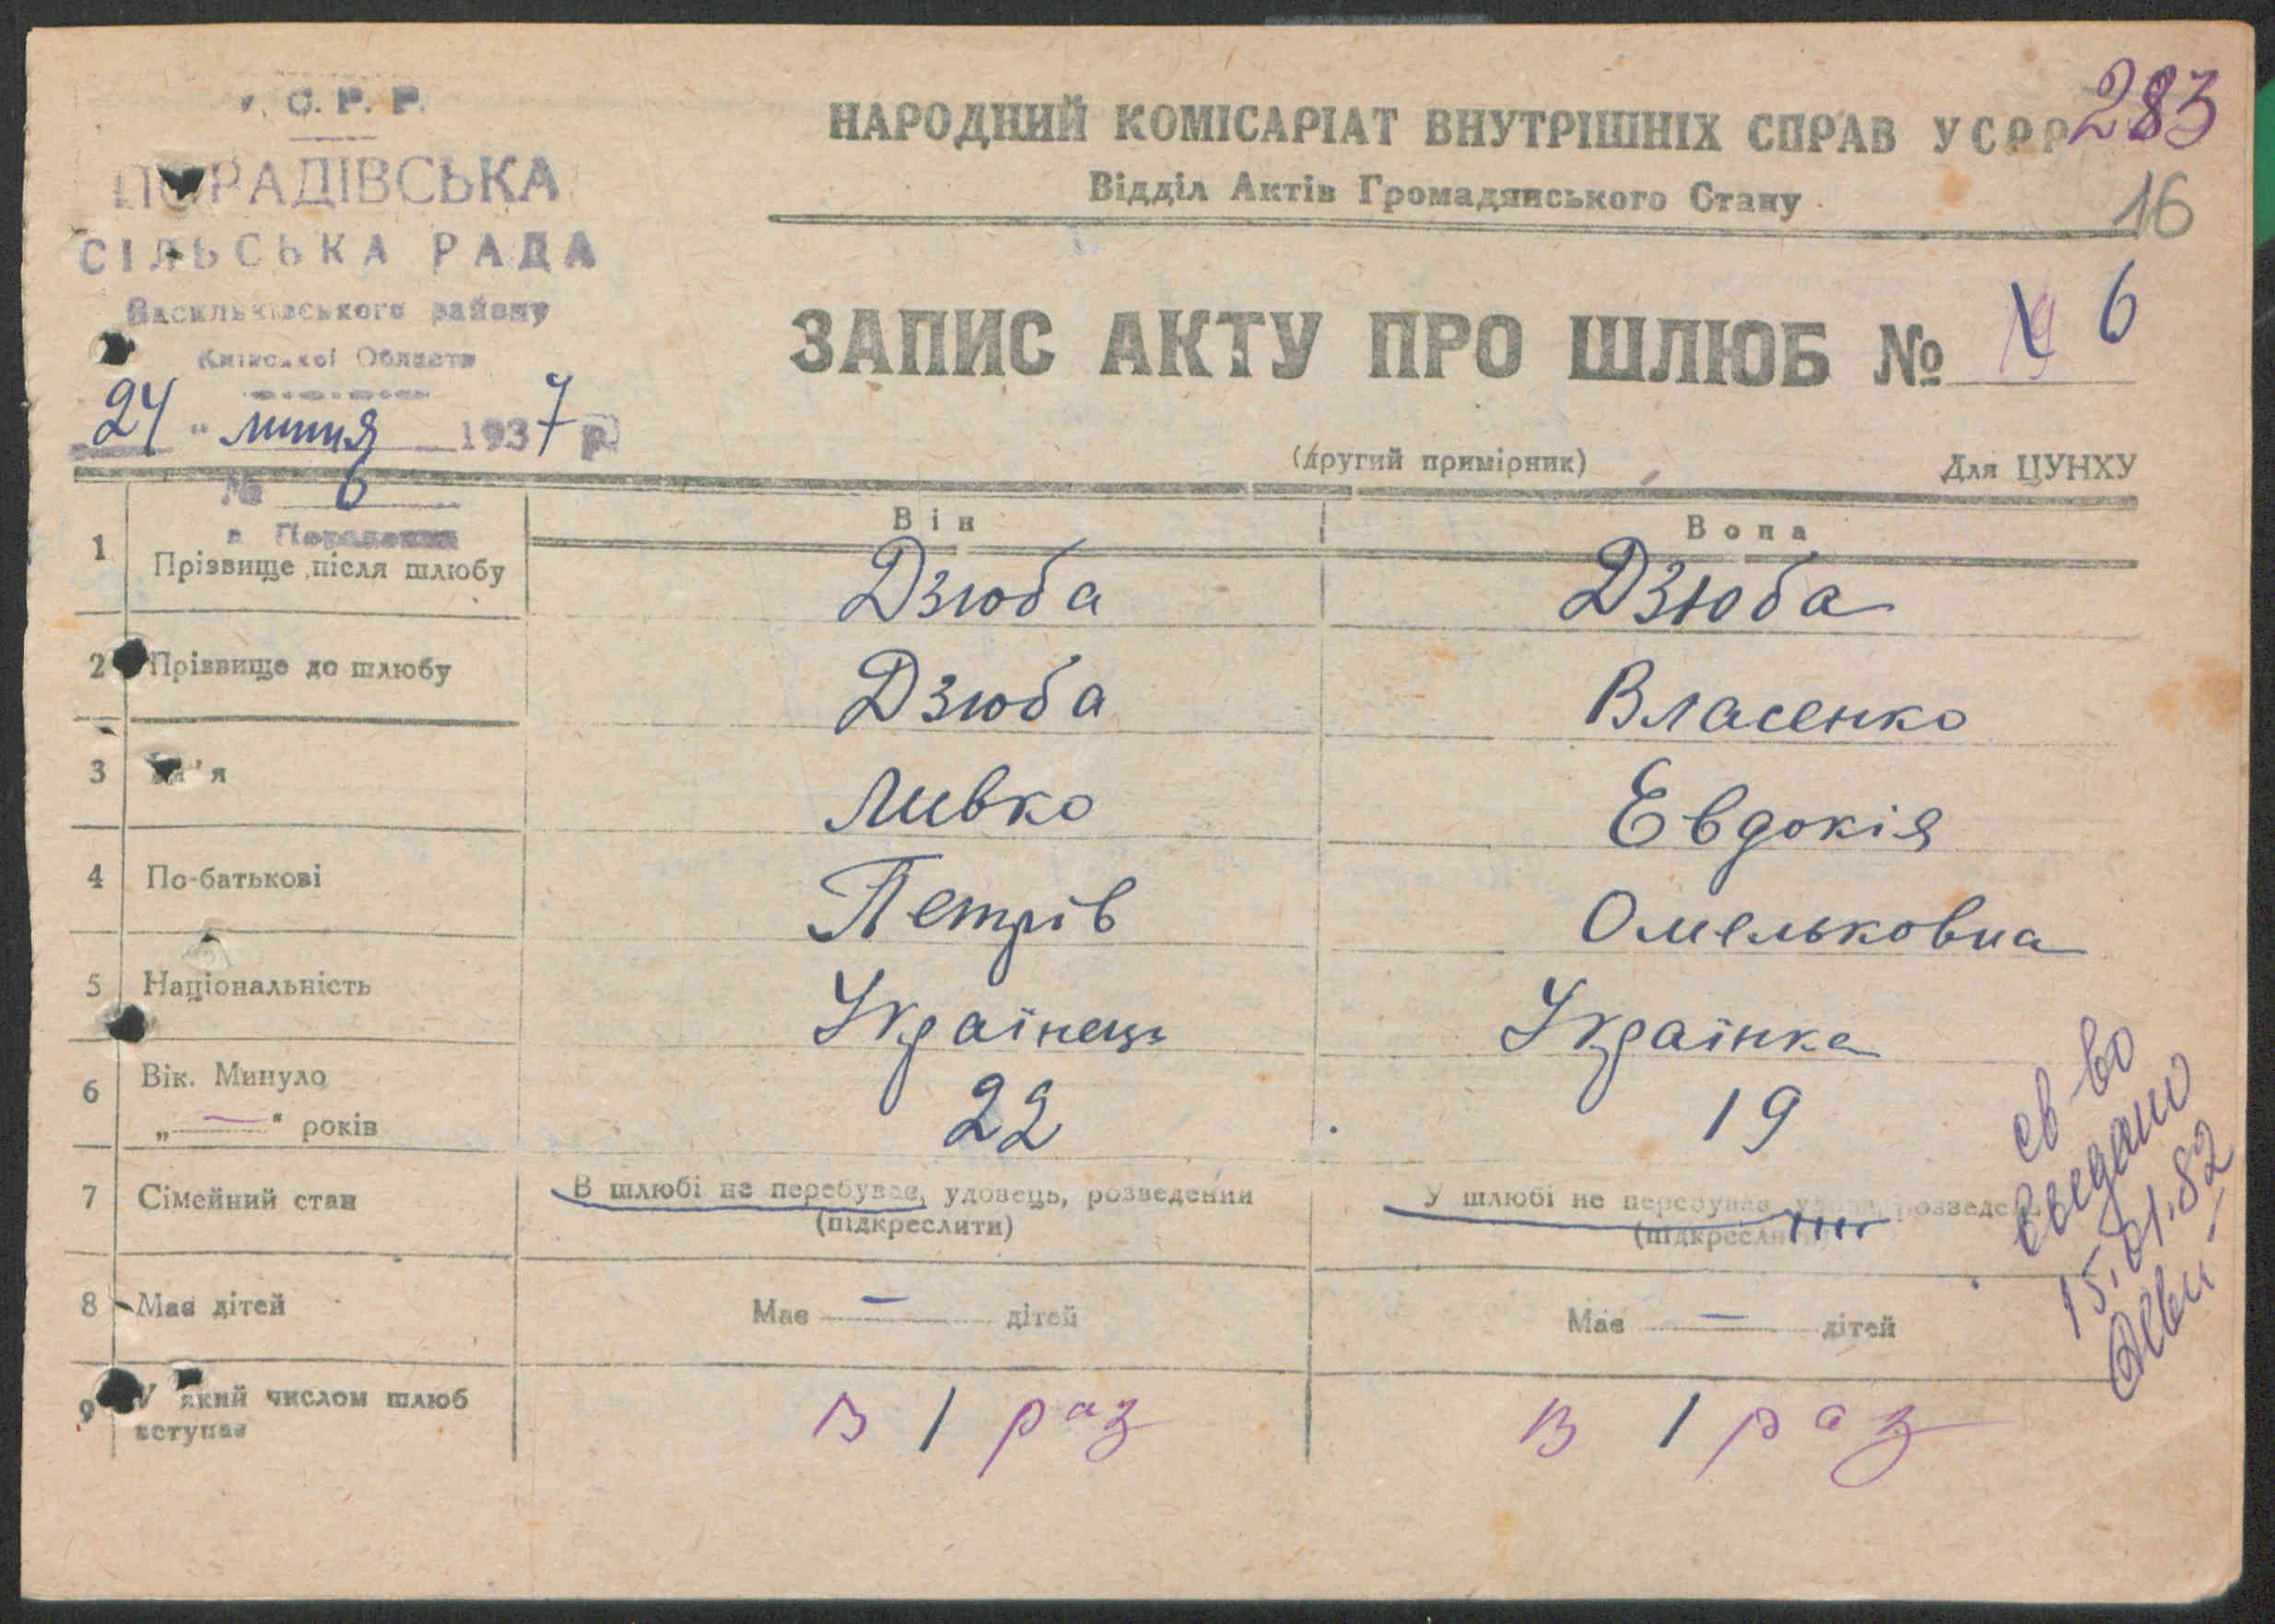 У.С.Р.Р.
ПОРАДІВСЬКА
СІЛЬСЬКА РАДА
Васильківського району
Київської Області
24 " липня 1937 р.
№ 6
283
НАРОДНИЙ КОМІСАРІАТ ВНУТРІШНІХ СПРАВ УСРР
Відділ Актів Громадянського Стану
16
ЗАПИС АКТУ ПРО ШЛЮБ № 6
(другий примірник) Для ЦУНХУ
Він Вона
1 Прізвище після шлюбу Дзюба Дзюба
2 Прізвище до шлюбу Дзюба Власенко
3 Ім'я Ливко Евдокія
4 По-батькові Петрів Омельковна
5 Національність Українець Українка
6 Вік. Минуло 22 19
„ — “ років
7 Сімейний стан В шлюбі не перебуває, удовець, розведений У шлюбі не перебуває, удова, розведена
(підкреслити) (підкреслити)
8 Має дітей Має — дітей Має — дітей
9 У який числом шлюб В 1 раз В 1 раз
вступає
св во
выдано
15.01.82